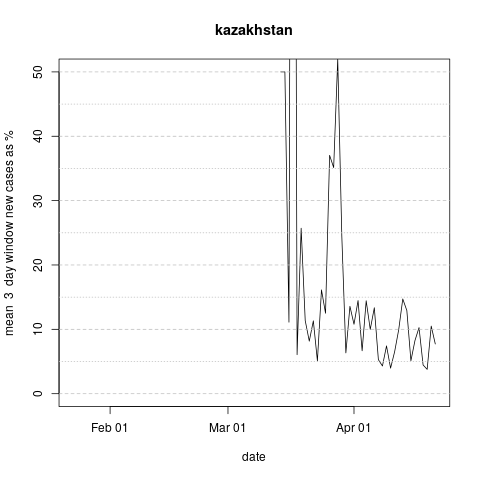 kazakhstan
mean  3  day window new cases as %
50
40
30
20
10
0
Feb 01
Mar 01
Apr 01
date